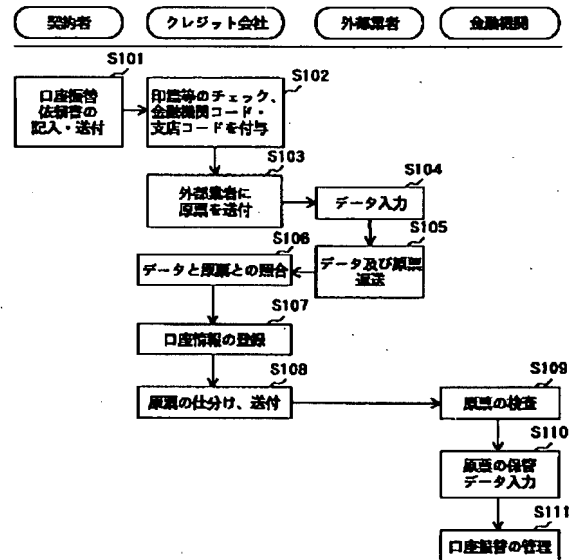 契約者
クレジット会社
外部業者
金融機関
S101
口座振替
依頼書の
記入・送付
S102
印鑑等のチェック、
金融機関コード・
支店コードを付与
S103
外部業者に
原票を送付
S104
データ入力
S105
データ及び原票
返送
S106
データと原票との照合
S107
口座情報の登録
S108
原票の仕分け、送付
S109
原票の検査
S110
原票の保管
データ入力
S111
口座振替の管理